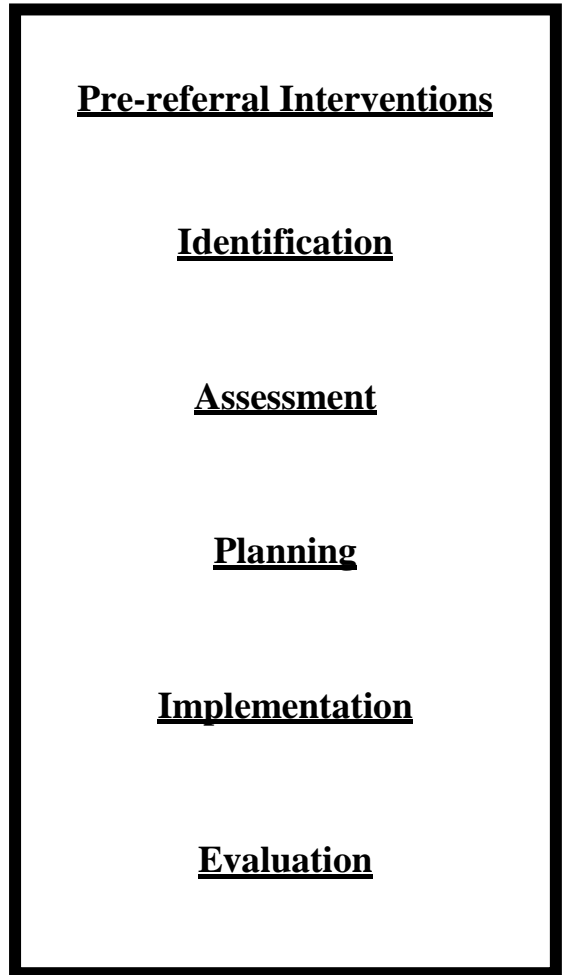 Pre-referral Interventions
Identification
Assessment
Planning
Implementation
Evaluation